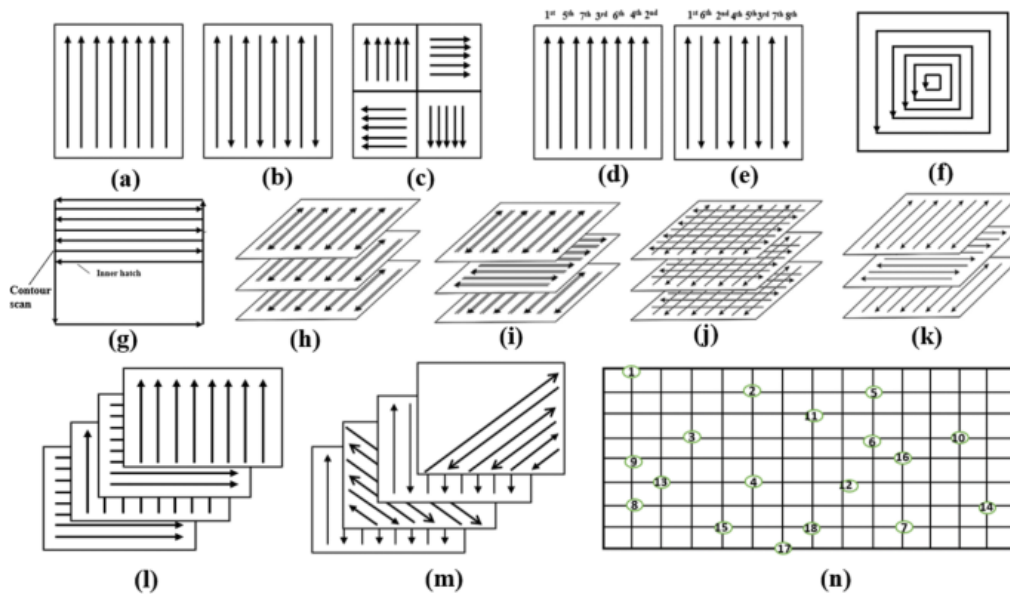 1st 5th 7th 3rd 6th 4th 2nd
1st 6th 2nd 4th 5th 3rd 7th 8th
(a)
(b)
(c)
(d)
(e)
(f)
Inner hatch
Contour
scan
(g)
(h)
(i)
(j)
(k)
1
2
5
11
3
6
10
16
9
13
4
12
8
14
15
18
7
17
(l)
(m)
(n)